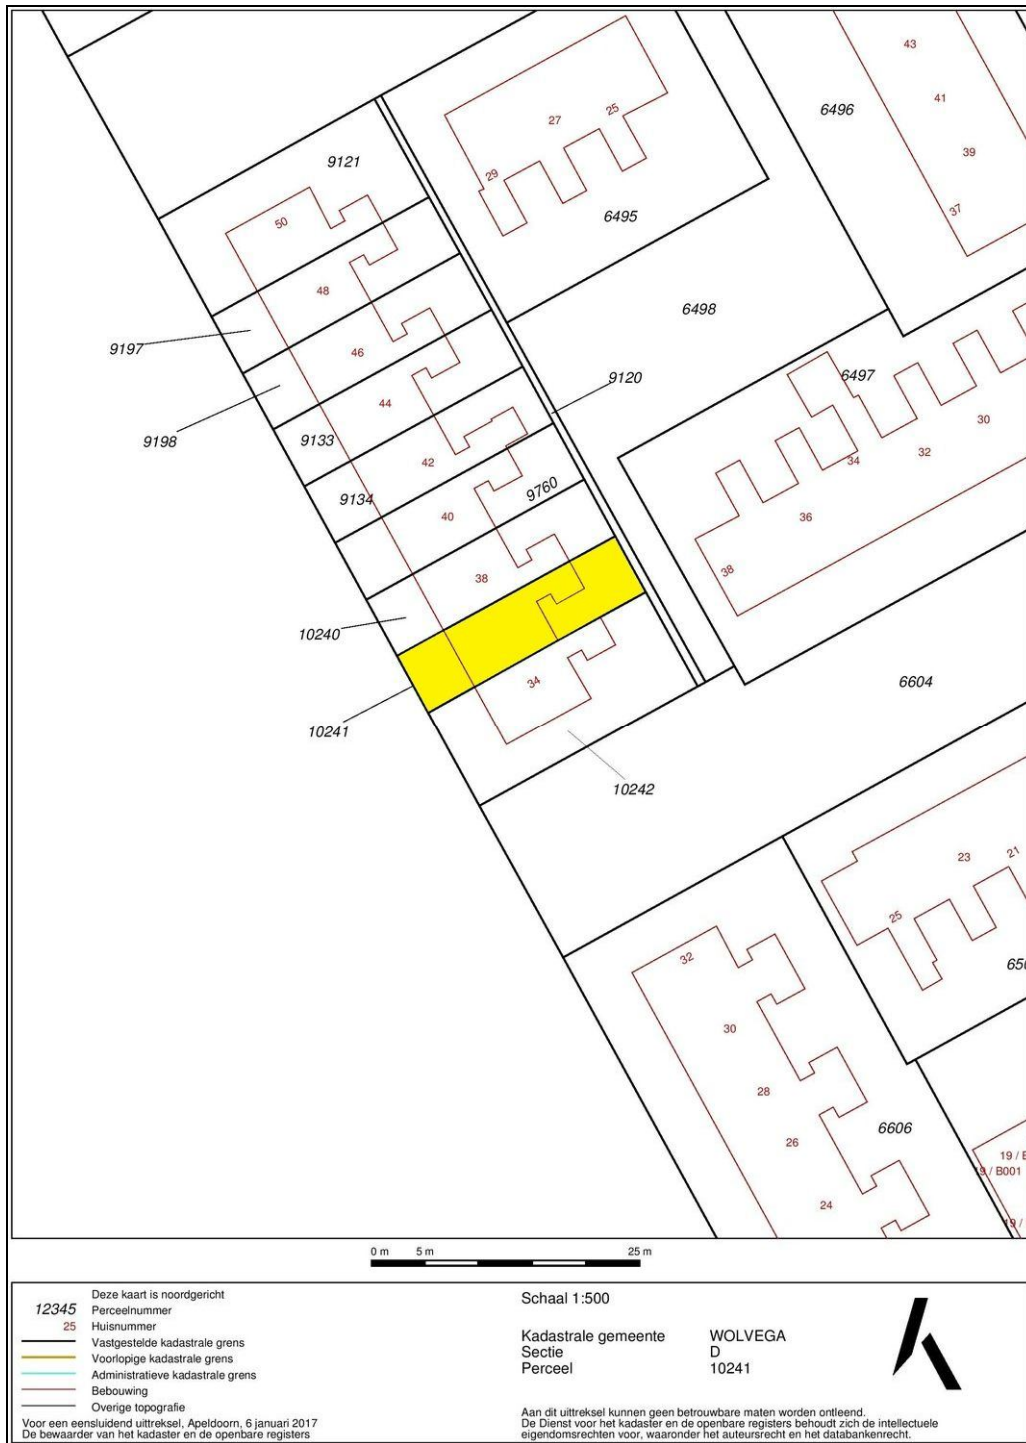 43
6496
41
27
25
39
9121
29
37
6495
50
48
6498
9197
46
9120
6497
9198
44
9133
30
42
34
32
9134
9760
40
36
38
38
10240
34
6604
10241
10242
23
21
25
32
30
28
26
6606
19 / B001
24
0 m 5 m 25 m
Deze kaart is noordgericht
12345 Perceelnummer
25 Huisnummer
Vastgestelde kadastrale grens
Voorlopige kadastrale grens
Administratieve kadastrale grens
Bebouwing
Overige topografie
Voor een eensluidend uittreksel, Apeldoorn, 6 januari 2017
De bewaarder van het kadaster en de openbare registers
Schaal 1:500
Kadastrale gemeente WOLVEGA
Sectie D
Perceel 10241
Aan dit uittreksel kunnen geen betrouwbare maten worden ontleend.
De Dienst voor het kadaster en de openbare registers behoudt zich de intellectuele
eigendomsrechten voor, waaronder het auteursrecht en het databankenrecht.